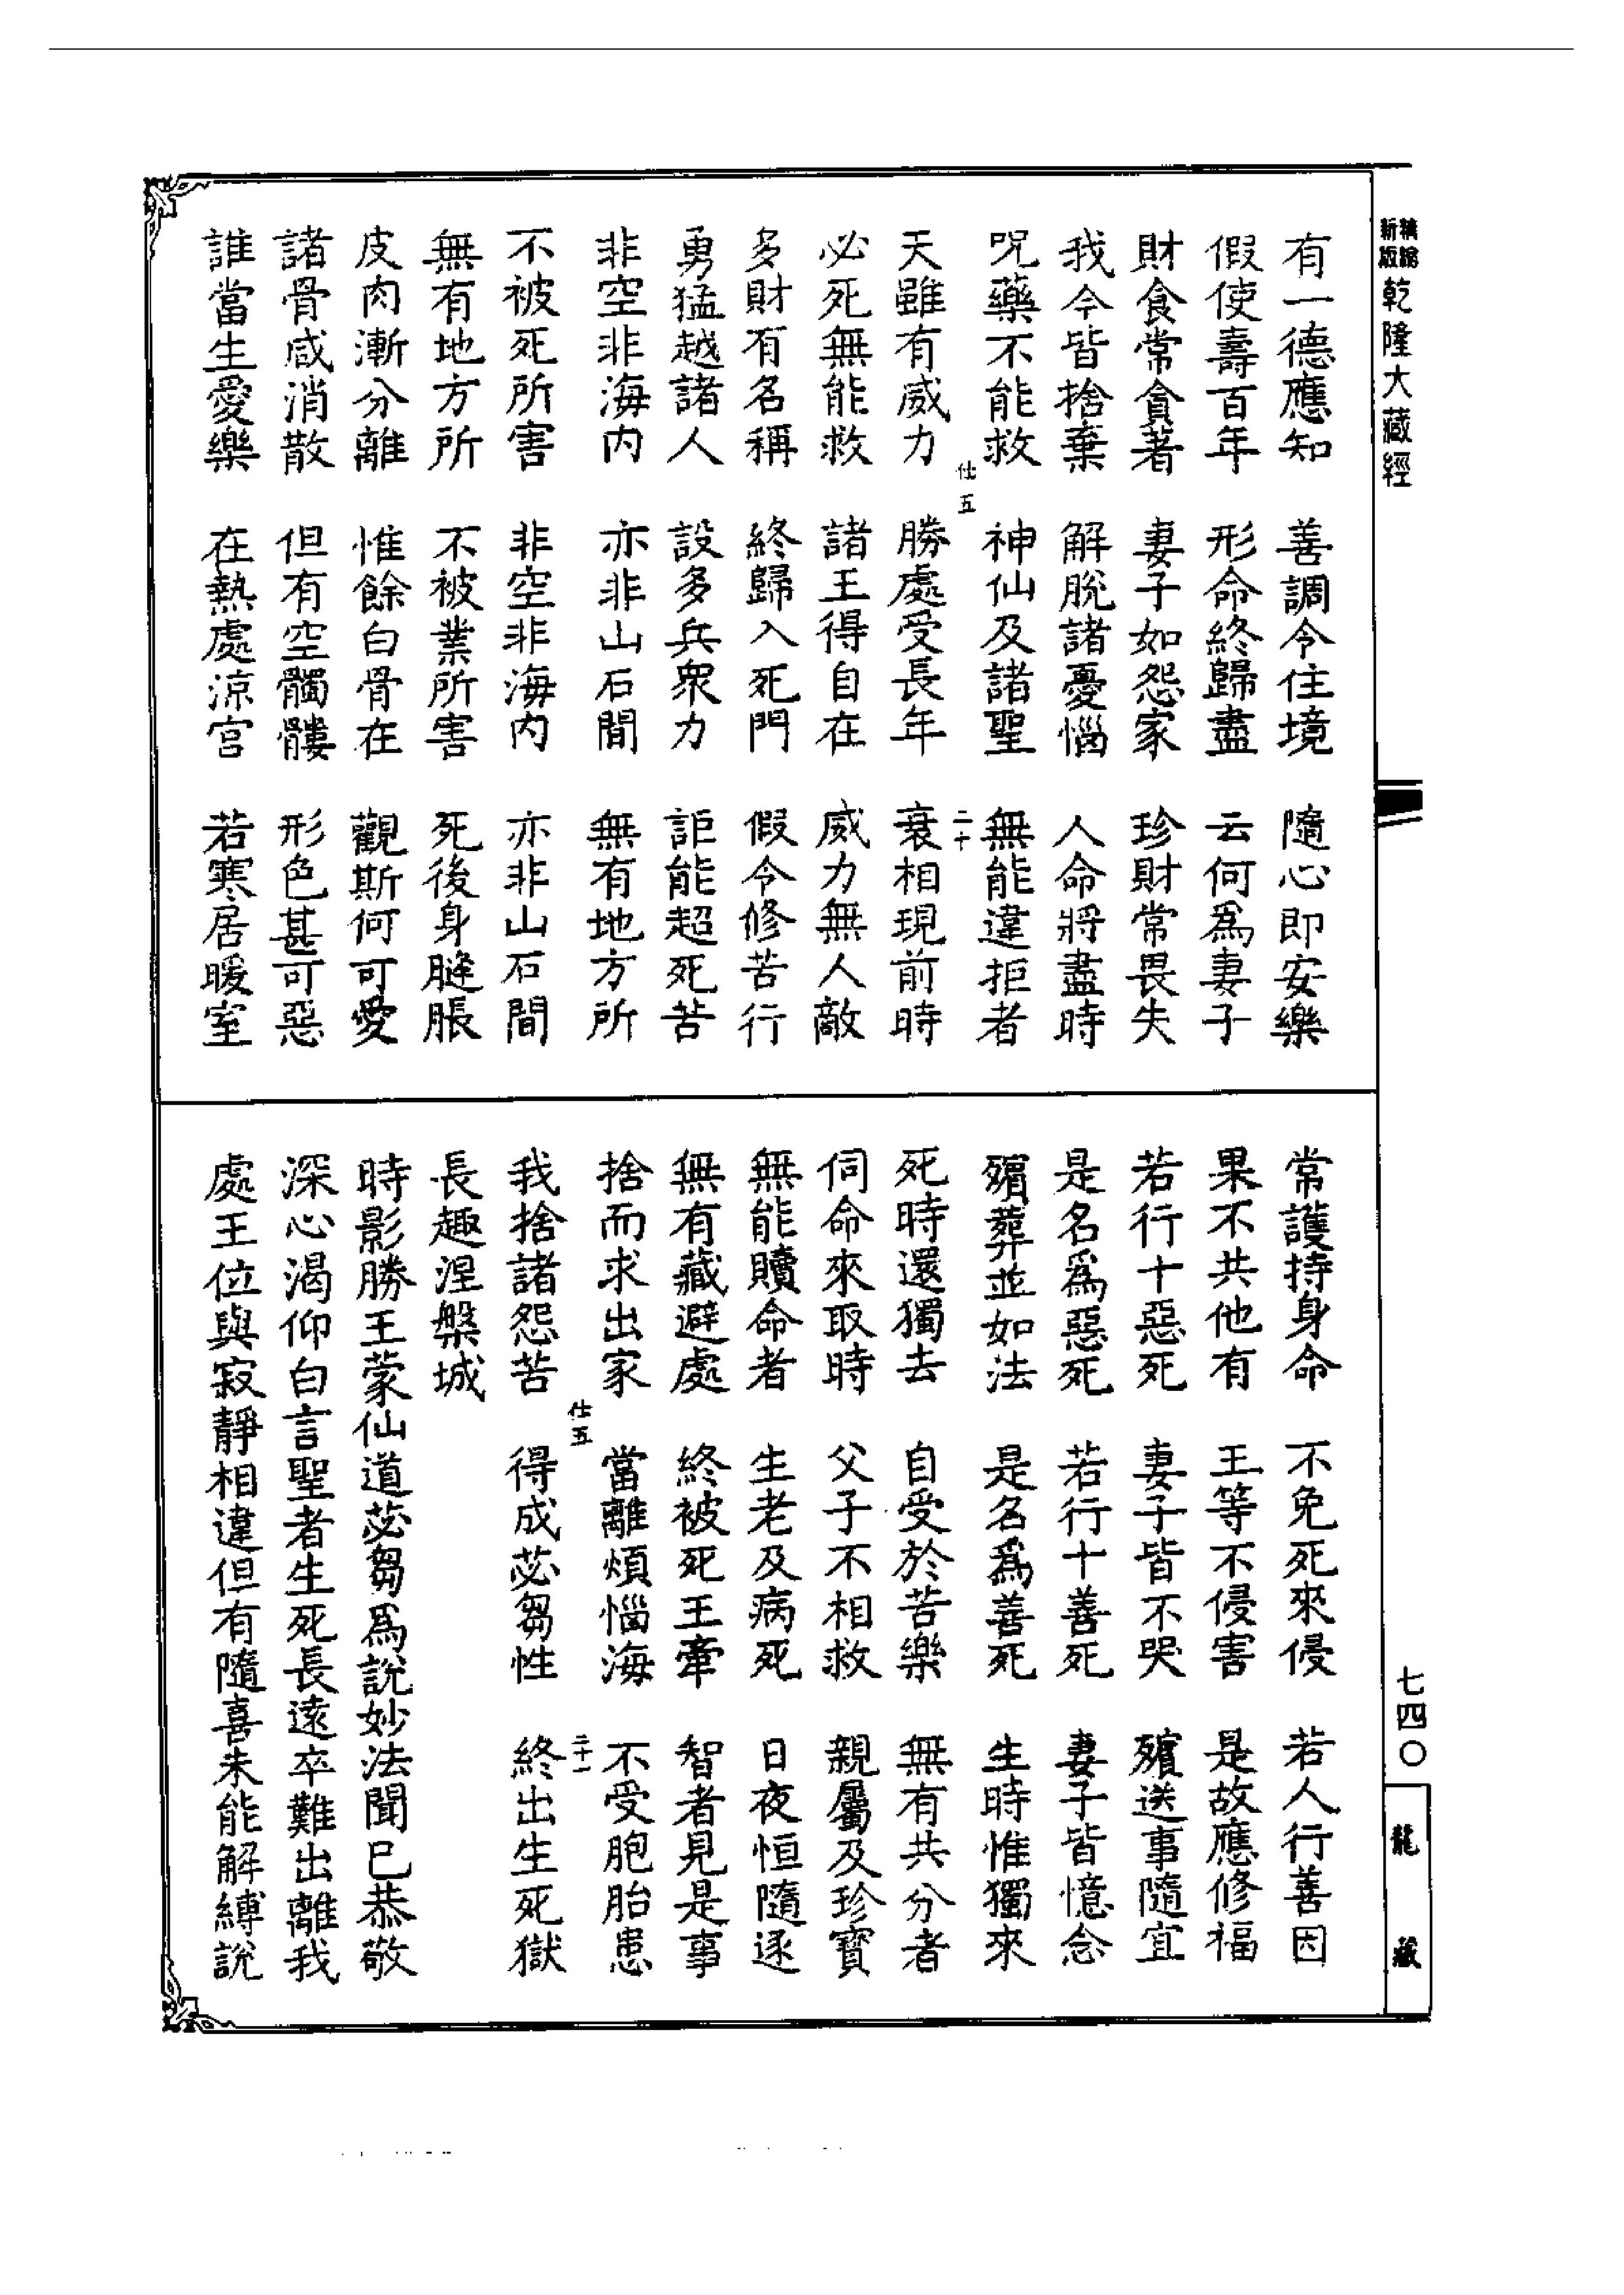 新版精縮乾隆大藏經
有一德應知　善調令住境　隨心即安樂
假使壽百年　形命終歸盡　云何爲妻子
財食常貪著　妻子如怨家　珍財常畏失
我今皆捨棄　解脫諸憂惱　人命將盡時
呪藥不能救　神仙及諸聖　無能違拒者
仕五　二十
天雖有威力　勝處受長年　衰相現前時
必死無能救　諸王得自在　威力無人敵
多財有名稱　終歸入死門　假令修苦行
勇猛越諸人　設多兵衆力　詎能超死苦
非空非海内　亦非山石間　無有地方所
不被死所害　非空非海内　亦非山石間
無有地方所　不被業所害　死後身膖脹
皮肉漸分離　惟餘白骨在　觀斯何可愛
諸骨咸消散　但有空髑髏　形色甚可惡
誰當生愛樂　在熱處涼宮　若寒居暖室
常護持身命　不免死來侵　若人行善因
果不共他有　王等不侵害　是故應修福
若行十惡死　妻子皆不哭　殯送事隨宜
是名爲惡死　若行十善死　妻子皆憶念
殯葬並如法　是名爲善死　生時惟獨來
死時還獨去　自受於苦樂　無有共分者
伺命來取時　父子不相救　親屬及珍寶
無能贖命者　生老及病死　日夜恒隨逐
無有藏避處　終被死王牽　智者見是事
捨而求出家　當離煩惱海　不受胞胎患
仕五　二十一
我捨諸怨苦　得成苾芻性　終出生死獄
長趣涅槃城
時影勝王蒙仙道苾芻爲說妙法聞已恭敬
深心渴仰白言聖者生死長遠卒難出離我
處王位與寂靜相違但有隨喜未能解縛說
七四〇
龍藏